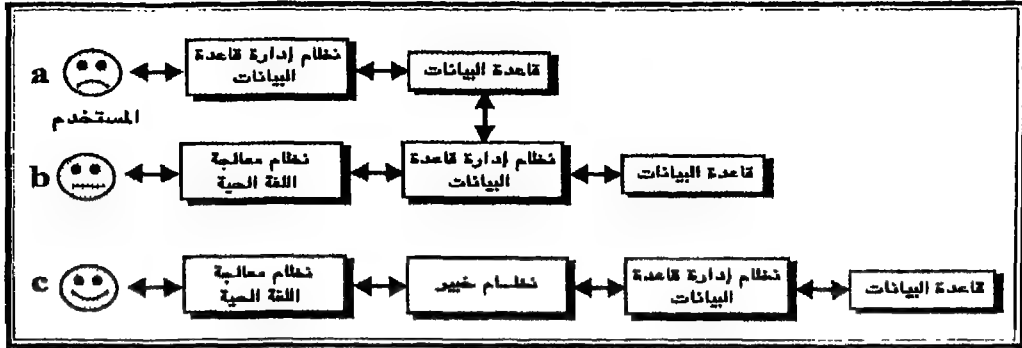 a
نظام إدارة قاعدة
البيانات
قاعدة البيانات
المستخدم
b
نظام معالجة
اللغة الحية
نظام إدارة قاعدة
البيانات
قاعدة البيانات
c
نظام معالجة
اللغة الحية
نظام خبير
نظام إدارة قاعدة
البيانات
قاعدة البيانات